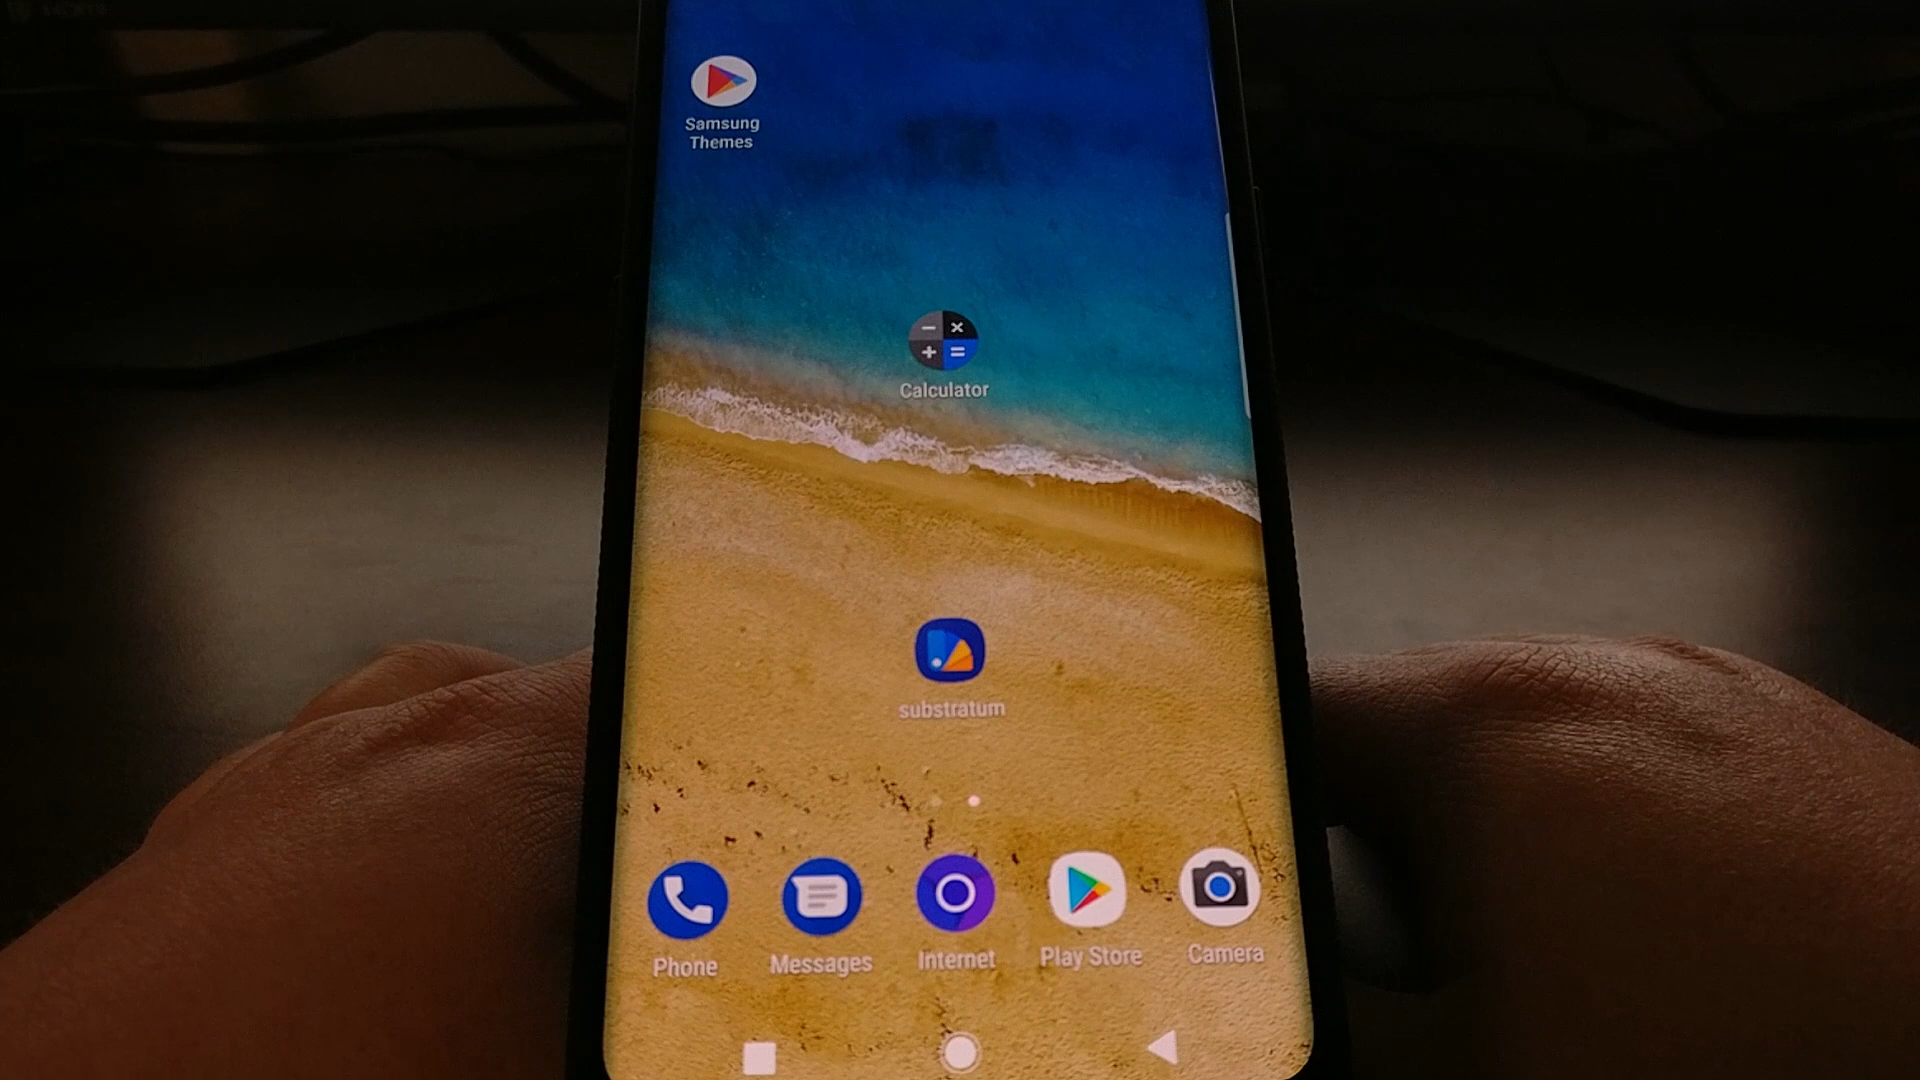 Samsung
Themes
Calculator
substratum
Phone
Messages
Internet
Play Store
Camera